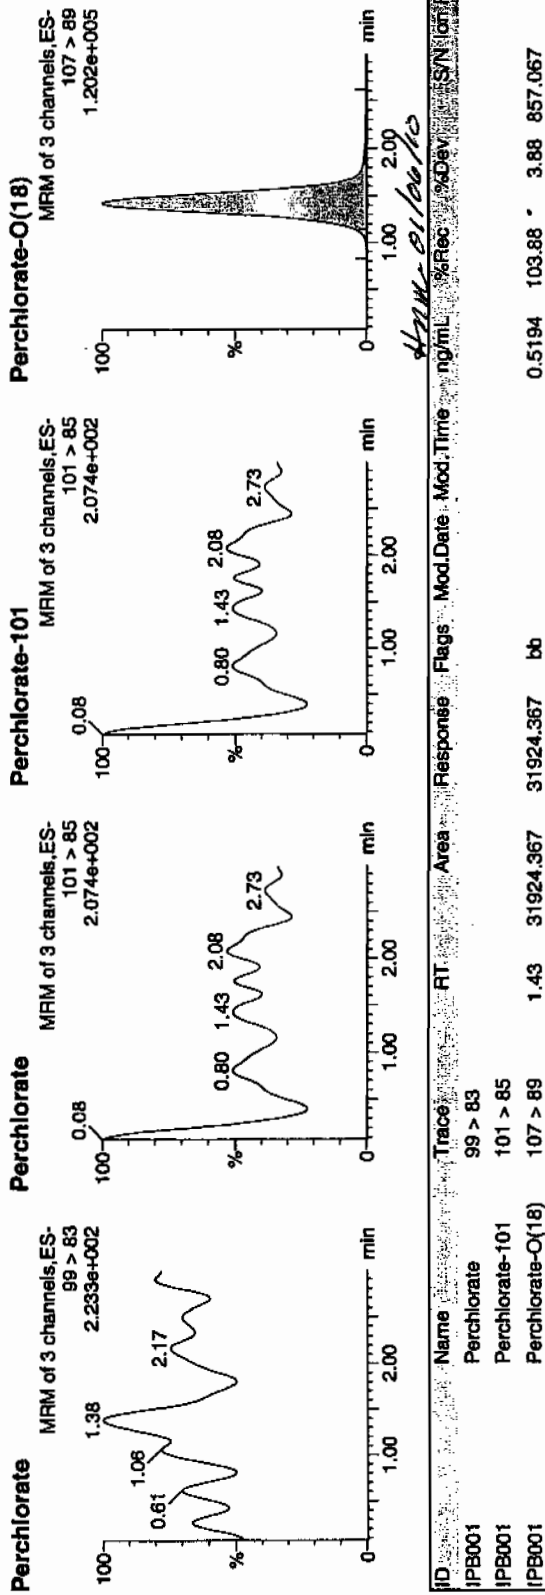 Perchlorate
MRM of 3 channels,ES-
99 > 83
2.233e+002
100
%
0
0.61
1.06
1.38
2.17
1.00
2.00
min
Perchlorate
MRM of 3 channels,ES-
101 > 85
2.074e+002
100
%
0
0.08
0.80
1.43
2.08
2.73
1.00
2.00
min
Perchlorate-101
MRM of 3 channels,ES-
101 > 85
2.074e+002
100
%
0
0.08
0.80
1.43
2.08
2.73
1.00
2.00
min
Perchlorate-O(18)
MRM of 3 channels,ES-
107 > 89
1.202e+005
100
%
0
1.00
2.00
min
01/06/10
ID Name Trace RT Area Response Flags Mod.Date Mod.Time ng/mL %Rec %Dev S/N Ion
IPB001 Perchlorate 99 > 83
IPB001 Perchlorate-101 101 > 85
IPB001 Perchlorate-O(18) 107 > 89 1.43 31924.367 31924.367 bb 0.5194 103.88 * 3.88 857.067